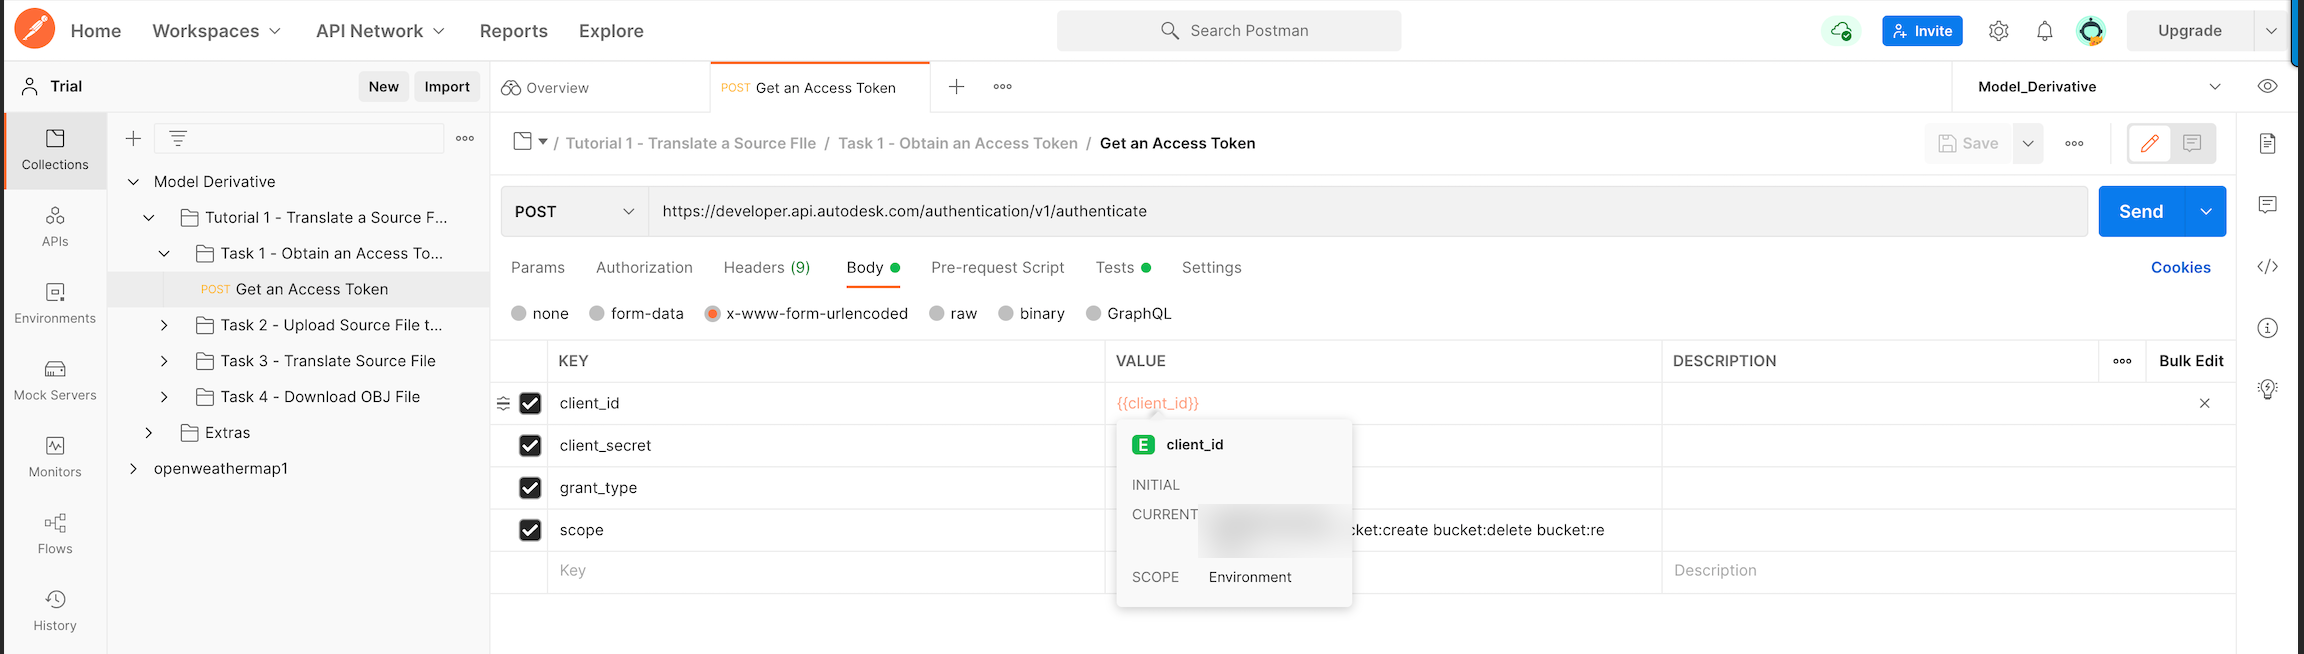 Home Workspaces API Network Reports Explore Search Postman Invite Upgrade
Trial New Import Overview POST Get an Access Token Model_Derivative
Collections
APIs
Environments
Mock Servers
Monitors
Flows
History
Model Derivative
Tutorial 1 - Translate a Source F...
Task 1 - Obtain an Access To...
POST Get an Access Token
Task 2 - Upload Source File t...
Task 3 - Translate Source File
Task 4 - Download OBJ File
Extras
openweathermap1
/ Tutorial 1 - Translate a Source FIle / Task 1 - Obtain an Access Token / Get an Access Token Save
POST https://developer.api.autodesk.com/authentication/v1/authenticate Send
Params Authorization Headers (9) Body Pre-request Script Tests Settings Cookies
none form-data x-www-form-urlencoded raw binary GraphQL
KEY VALUE DESCRIPTION Bulk Edit
client_id {{client_id}}
client_secret
grant_type
scope cket:create bucket:delete bucket:re
Key Description
E client_id
INITIAL
CURRENT
SCOPE Environment